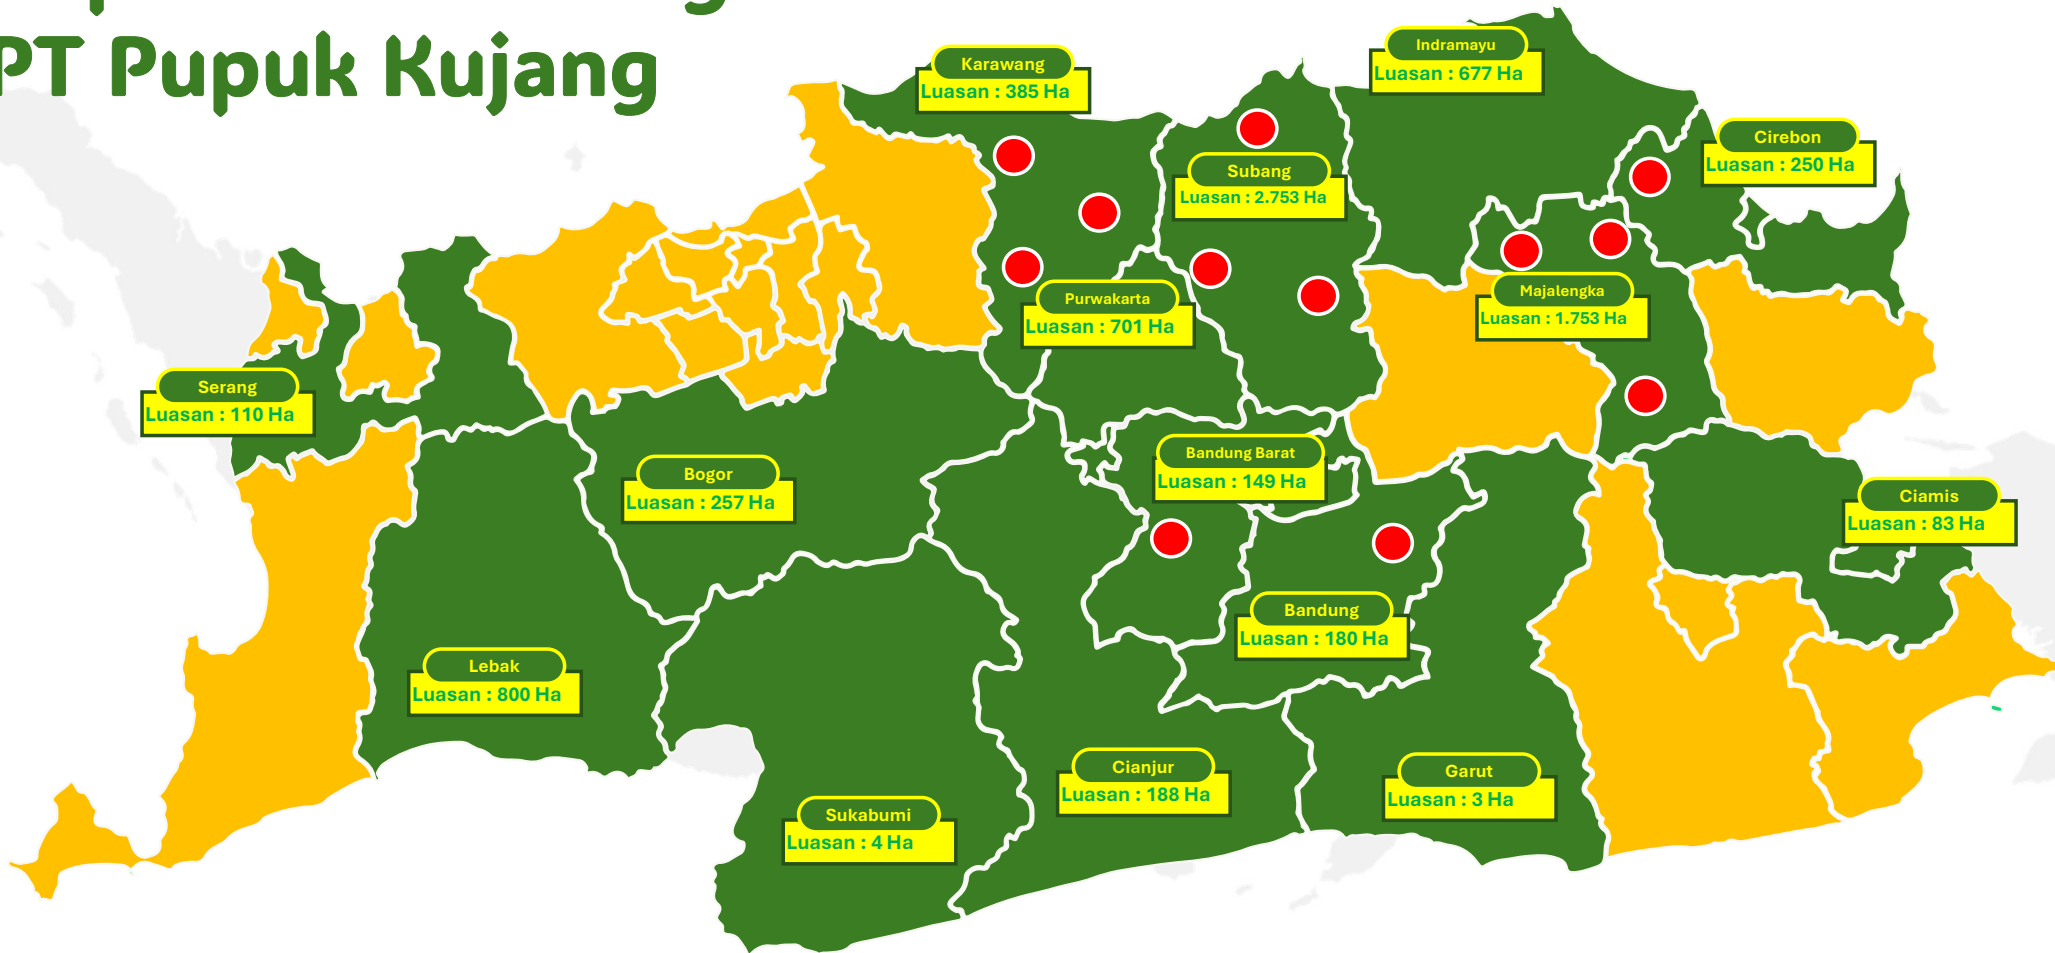 PT Pupuk Kujang
Karawang
Luasan : 385 Ha
Indramayu
Luasan : 677 Ha
Cirebon
Luasan : 250 Ha
Subang
Luasan : 2.753 Ha
Purwakarta
Luasan : 701 Ha
Majalengka
Luasan : 1.753 Ha
Serang
Luasan : 110 Ha
Bogor
Luasan : 257 Ha
Bandung Barat
Luasan : 149 Ha
Ciamis
Luasan : 83 Ha
Bandung
Luasan : 180 Ha
Lebak
Luasan : 800 Ha
Cianjur
Luasan : 188 Ha
Garut
Luasan : 3 Ha
Sukabumi
Luasan : 4 Ha